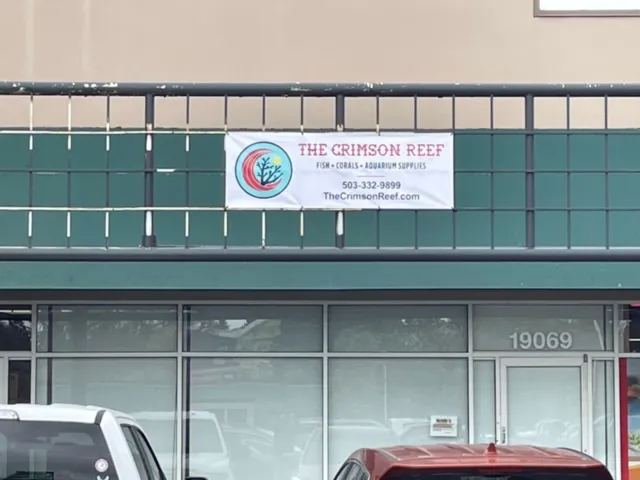 THE CRIMSON REEF
FISH • CORALS • AQUARIUM SUPPLIES
503-332-9899
TheCrimsonReef.com
19069